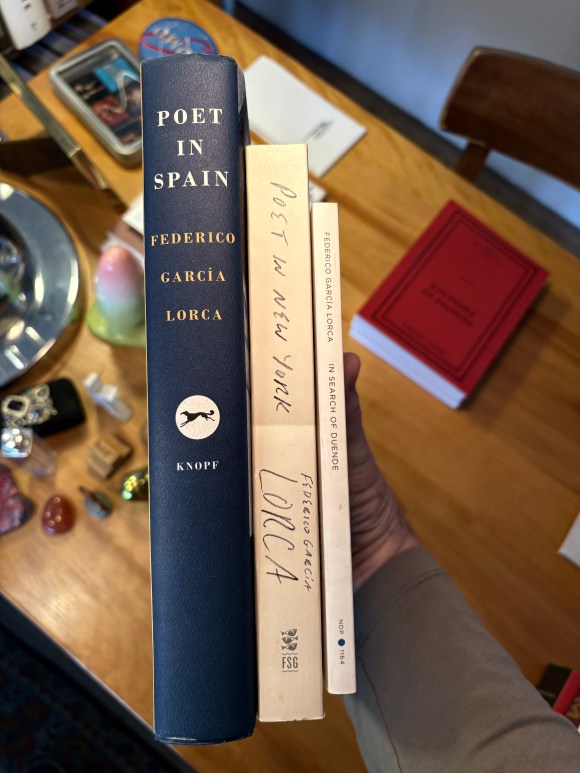 POET
IN
SPAIN
FEDERICO
GARCÍA
LORCA
KNOPF
POET IN NEW YORK
FEDERICO GARCÍA
LORCA
FSG
FEDERICO GARCÍA LORCA IN SEARCH OF DUENDE
NDP 1164